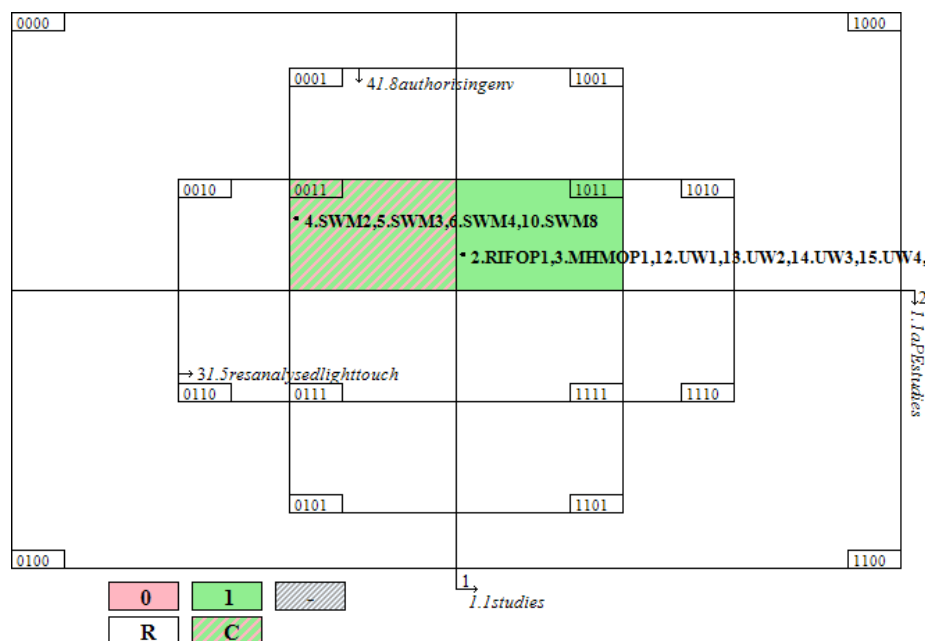 0000 1000
0001 41.8authorisingenv 1001
0010 0011 1011 1010
4.SWM2,5.SWM3,6.SWM4,10.SWM8
2.RIFOP1,3.MHMOP1,12.UW1,13.UW2,14.UW3,15.UW4,
2
1.1aPEstudies
31.5resanalysedlighttouch
0110 0111 1111 1110
0101 1101
0100 1100
1
1.1studies
0 1 -
R C